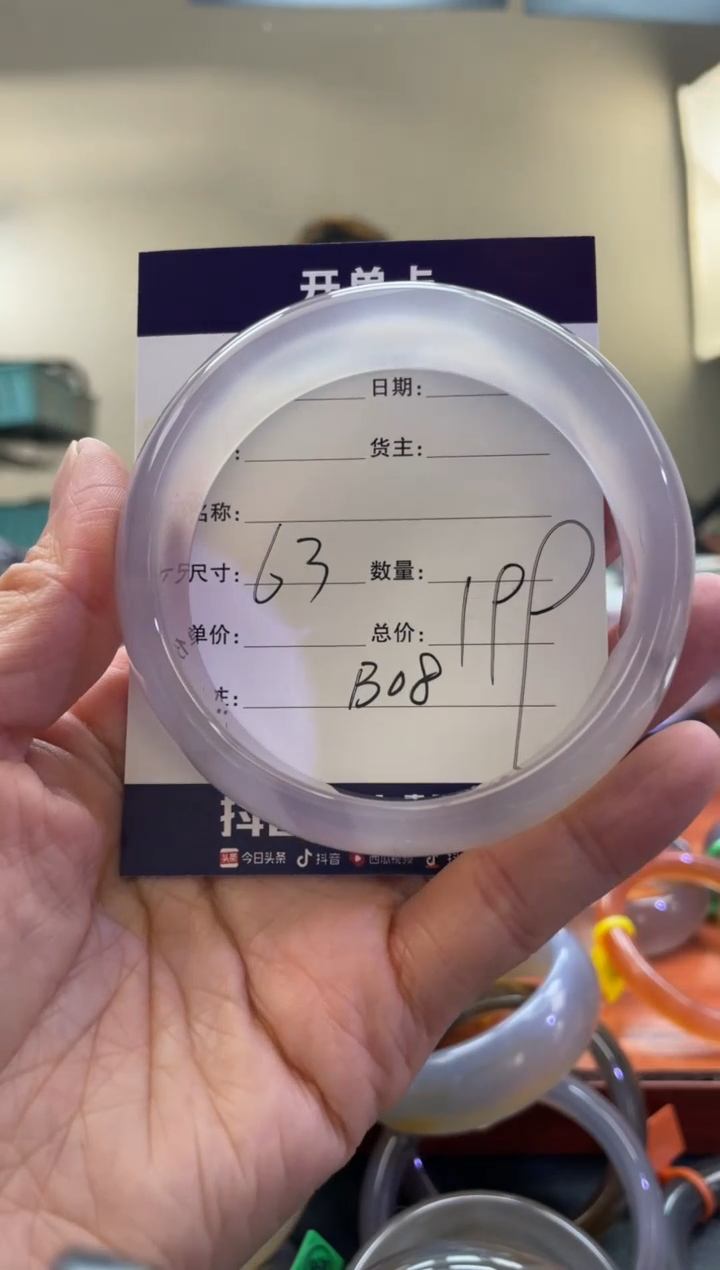 开单卡
日期:
: 货主:
名称:
尺寸: 63 数量:
单价: 总价: 199
B08
今日头条 抖音 西瓜视频